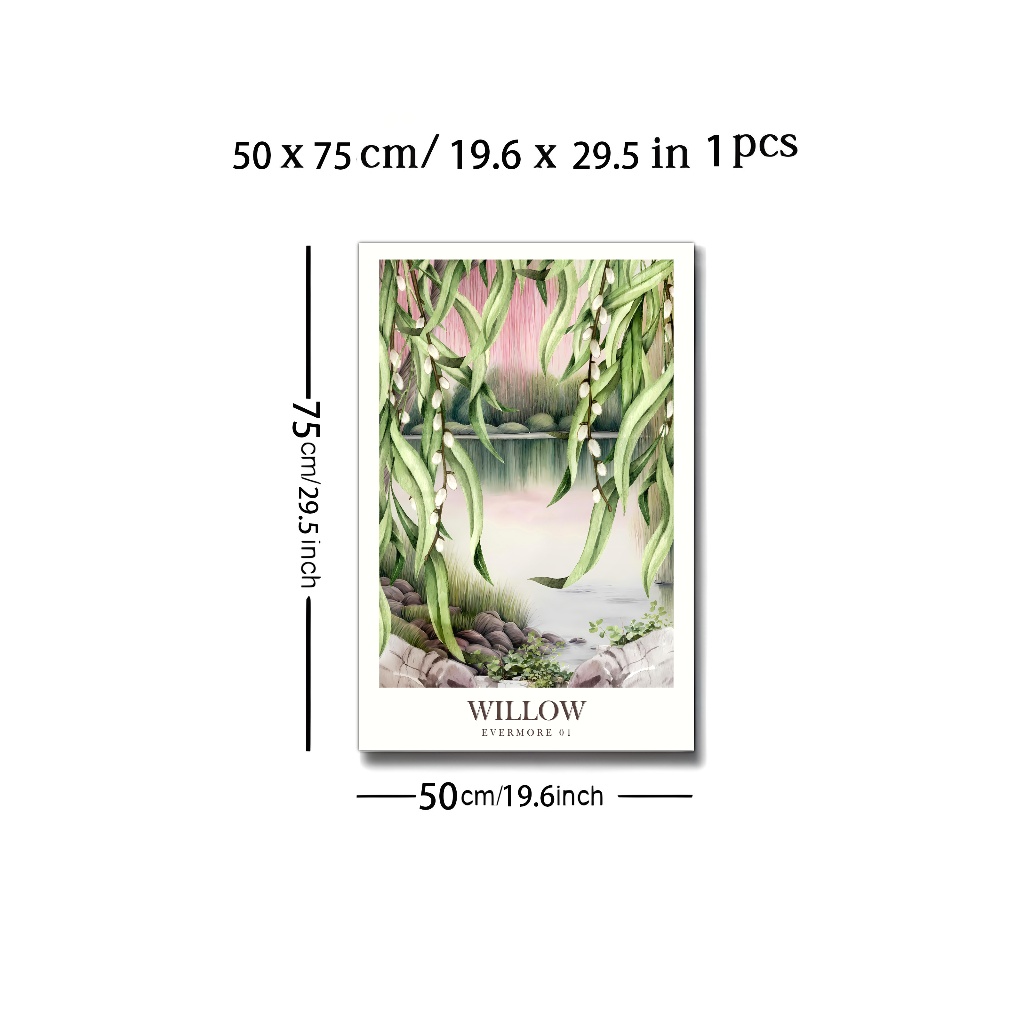 50 x 75 cm/ 19.6 x 29.5 in 1 pcs
75cm/29.5inch
WILLOW
EVERMORE 01
50cm/19.6inch